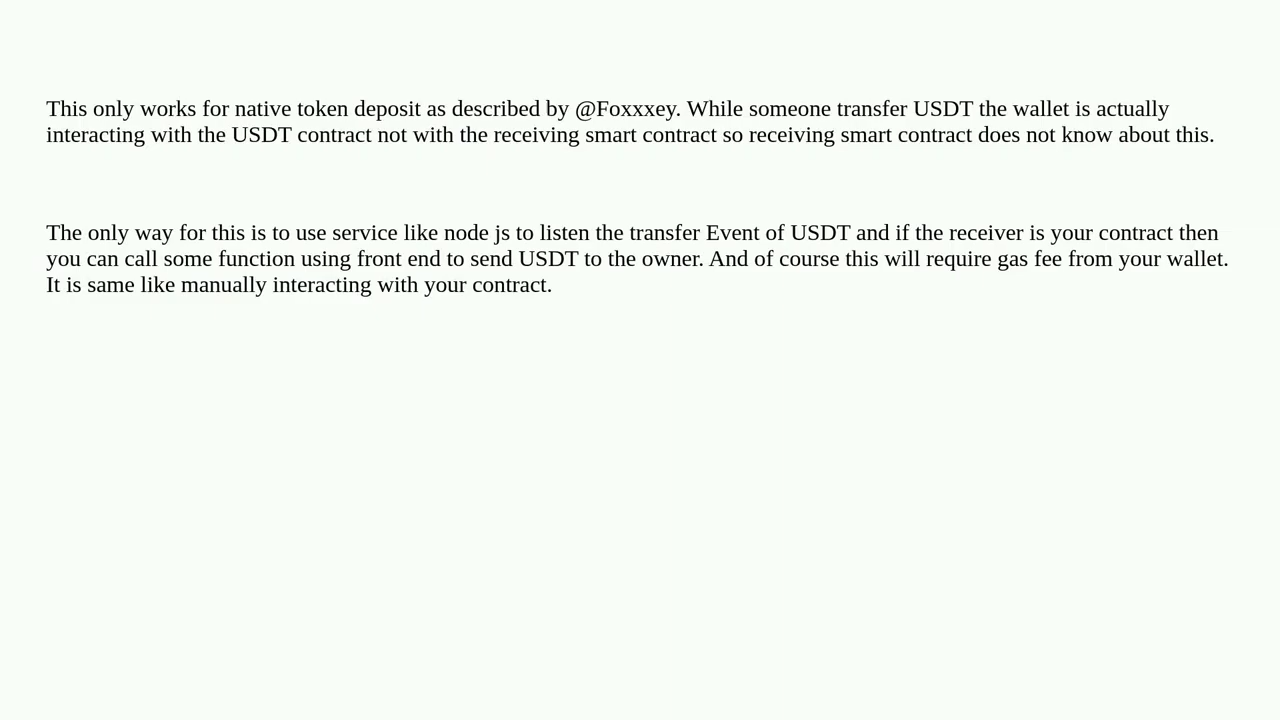 This only works for native token deposit as described by @Foxxxey. While someone transfer USDT the wallet is actually
interacting with the USDT contract not with the receiving smart contract so receiving smart contract does not know about this.
The only way for this is to use service like node js to listen the transfer Event of USDT and if the receiver is your contract then
you can call some function using front end to send USDT to the owner. And of course this will require gas fee from your wallet.
It is same like manually interacting with your contract.